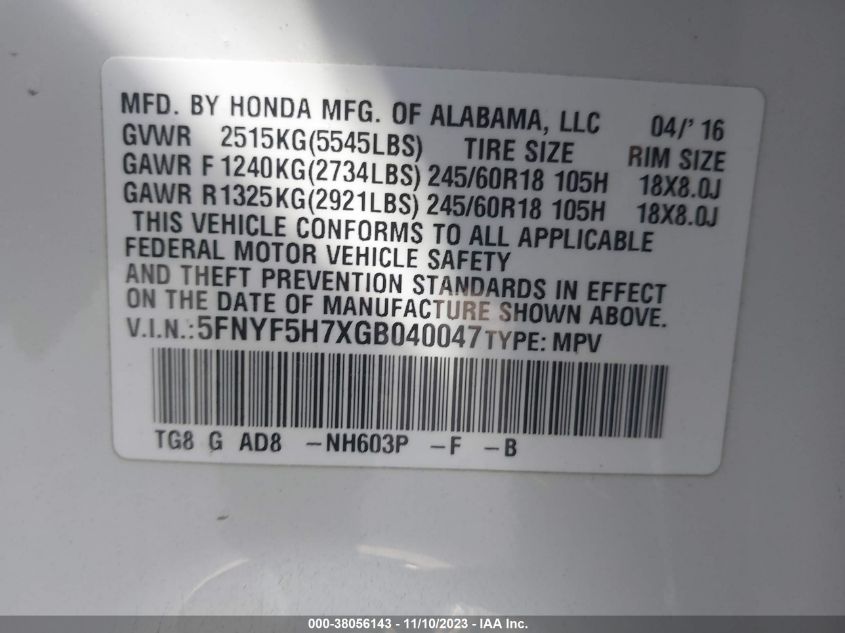 MFD. BY HONDA MFG. OF ALABAMA, LLC 04/' 16
GVWR 2515KG(5545LBS) TIRE SIZE RIM SIZE
GAWR F 1240KG(2734LBS) 245/60R18 105H 18X8.0J
GAWR R1325KG(2921LBS) 245/60R18 105H 18X8.0J
THIS VEHICLE CONFORMS TO ALL APPLICABLE
FEDERAL MOTOR VEHICLE SAFETY
AND THEFT PREVENTION STANDARDS IN EFFECT
ON THE DATE OF MANUFACTURE SHOWN ABOVE.
V.I.N.:5FNYF5H7XGB040047 TYPE: MPV
TG8 G AD8 -NH603P -F -B
000-38056143 - 11/10/2023 - IAA Inc.